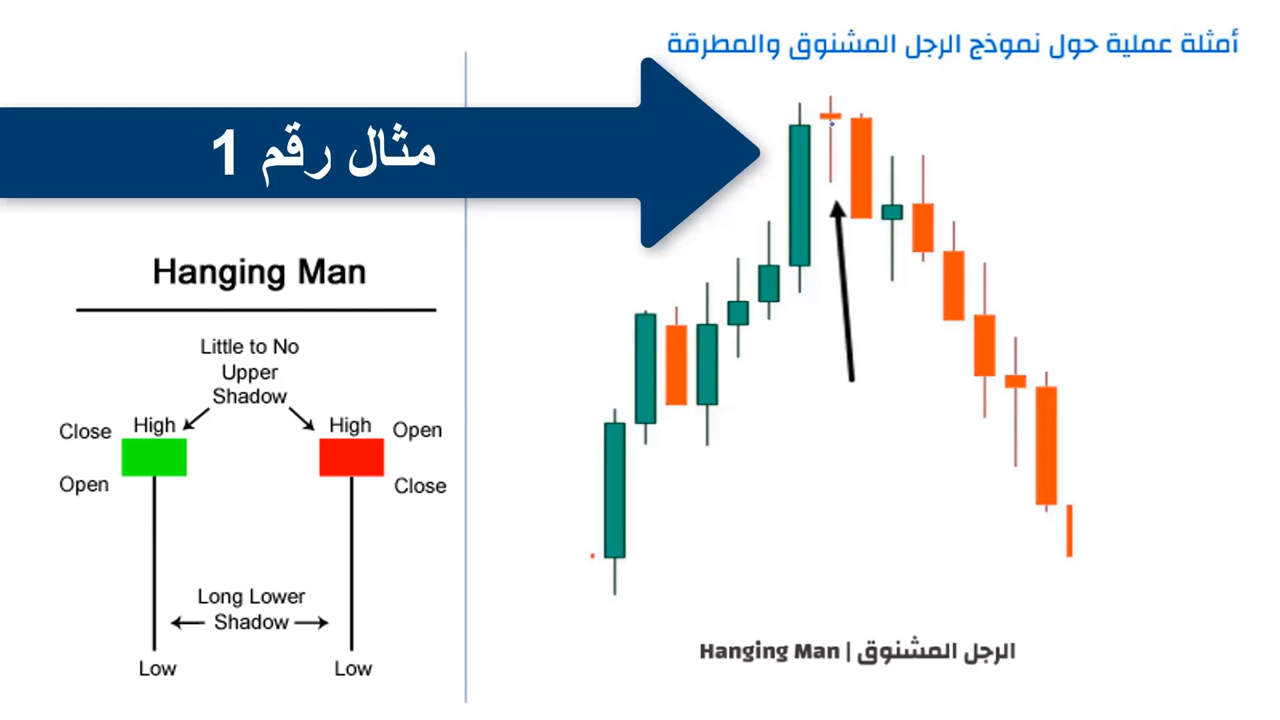 أمثلة عملية حول نموذج الرجل المشنوق والمطرقة
مثال رقم 1
Hanging Man
Little to No
Upper
Shadow
Close
High
High
Open
Open
Close
Long Lower
Shadow
Low
Low
Hanging Man | الرجل المشنوق